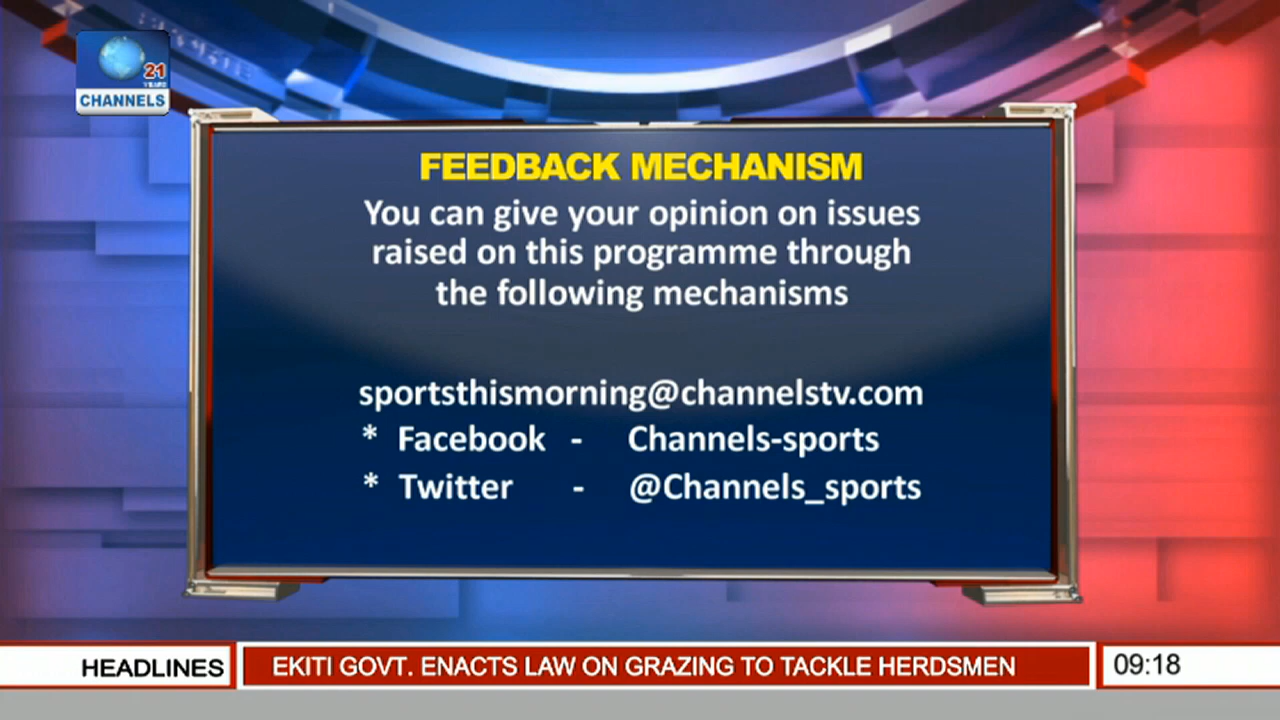 21
YEARS
CHANNELS
FEEDBACK MECHANISM
You can give your opinion on issues
raised on this programme through
the following mechanisms
sportsthismorning@channelstv.com
* Facebook - Channels-sports
* Twitter - @Channels_sports
HEADLINES EKITI GOVT. ENACTS LAW ON GRAZING TO TACKLE HERDSMEN 09:18